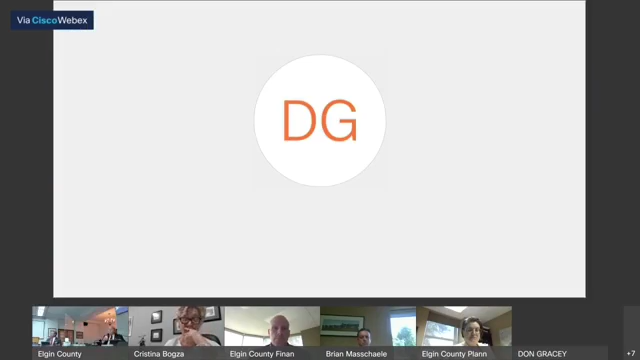 Via CiscoWebex
DG
Elgin County
Cristina Bogza
Elgin County Finan
Brian Masschaele
Elgin County Plann
DON GRACEY
+7